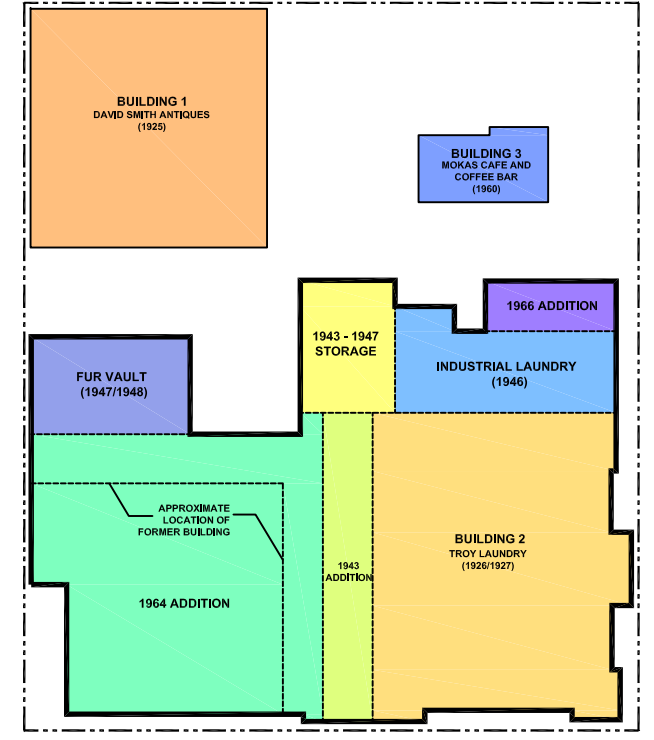 BUILDING 1
DAVID SMITH ANTIQUES
(1925)
BUILDING 3
MOKAS CAFE AND
COFFEE BAR
(1960)
1966 ADDITION
1943 - 1947
STORAGE
INDUSTRIAL LAUNDRY
(1946)
FUR VAULT
(1947/1948)
APPROXIMATE
LOCATION OF
FORMER BUILDING
BUILDING 2
TROY LAUNDRY
(1926/1927)
1943
ADDITION
1964 ADDITION